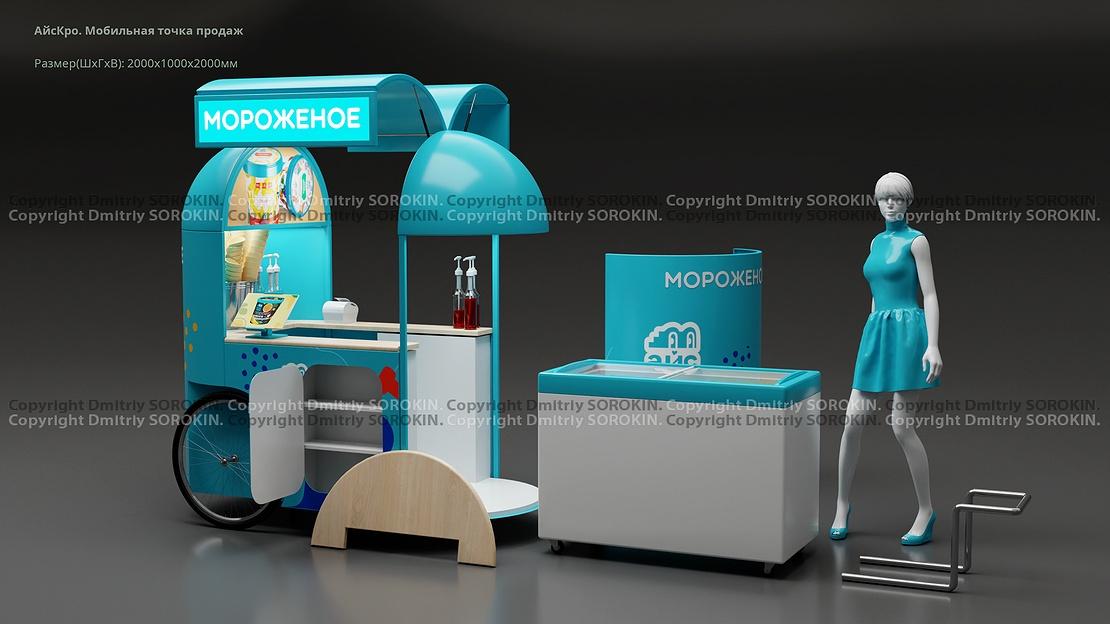 АйсКро. Мобильная точка продаж
Размер(ШхГхВ): 2000х1000х2000мм
МОРОЖЕНОЕ
Copyright Dmitriy SOROKIN. Copyright Dmitriy SOROKIN. Copyright Dmitriy SOROKIN. Copyright Dmitriy SOROKIN. Copyright Dmitriy SOROKIN.
Copyright Dmitriy SOROKIN. Copyright Dmitriy SOROKIN. Copyright Dmitriy SOROKIN. Copyright Dmitriy SOROKIN. Copyright Dmitriy SOROKIN.
МОРОЖЕНО
айс
Copyright Dmitriy SOROKIN. Copyright Dmitriy SOROKIN. Copyright Dmitriy SOROKIN. Copyright Dmitriy SOROKIN. Copyright Dmitriy SOROKIN.
Copyright Dmitriy SOROKIN. Copyright Dmitriy SOROKIN. Copyright Dmitriy SOROKIN. Copyright Dmitriy SOROKIN. Copyright Dmitriy SOROKIN.